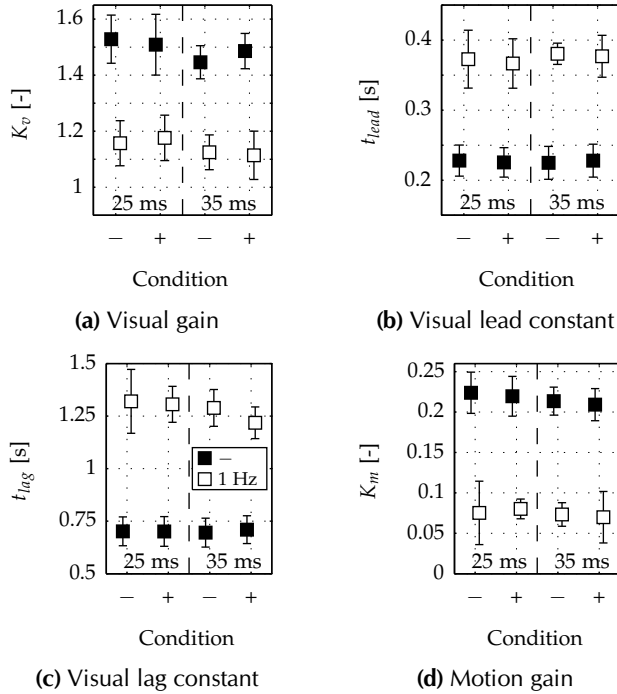 1.6
1.4
1.2
1
K_v [-]
25 ms 35 ms
− + − +
Condition
(a) Visual gain
0.4
0.3
0.2
t_lead [s]
25 ms 35 ms
− + − +
Condition
(b) Visual lead constant
1.5
1.25
1
0.75
0.5
t_lag [s]
−
1 Hz
25 ms 35 ms
− + − +
Condition
(c) Visual lag constant
0.25
0.2
0.15
0.1
0.05
0
K_m [-]
25 ms 35 ms
− + − +
Condition
(d) Motion gain